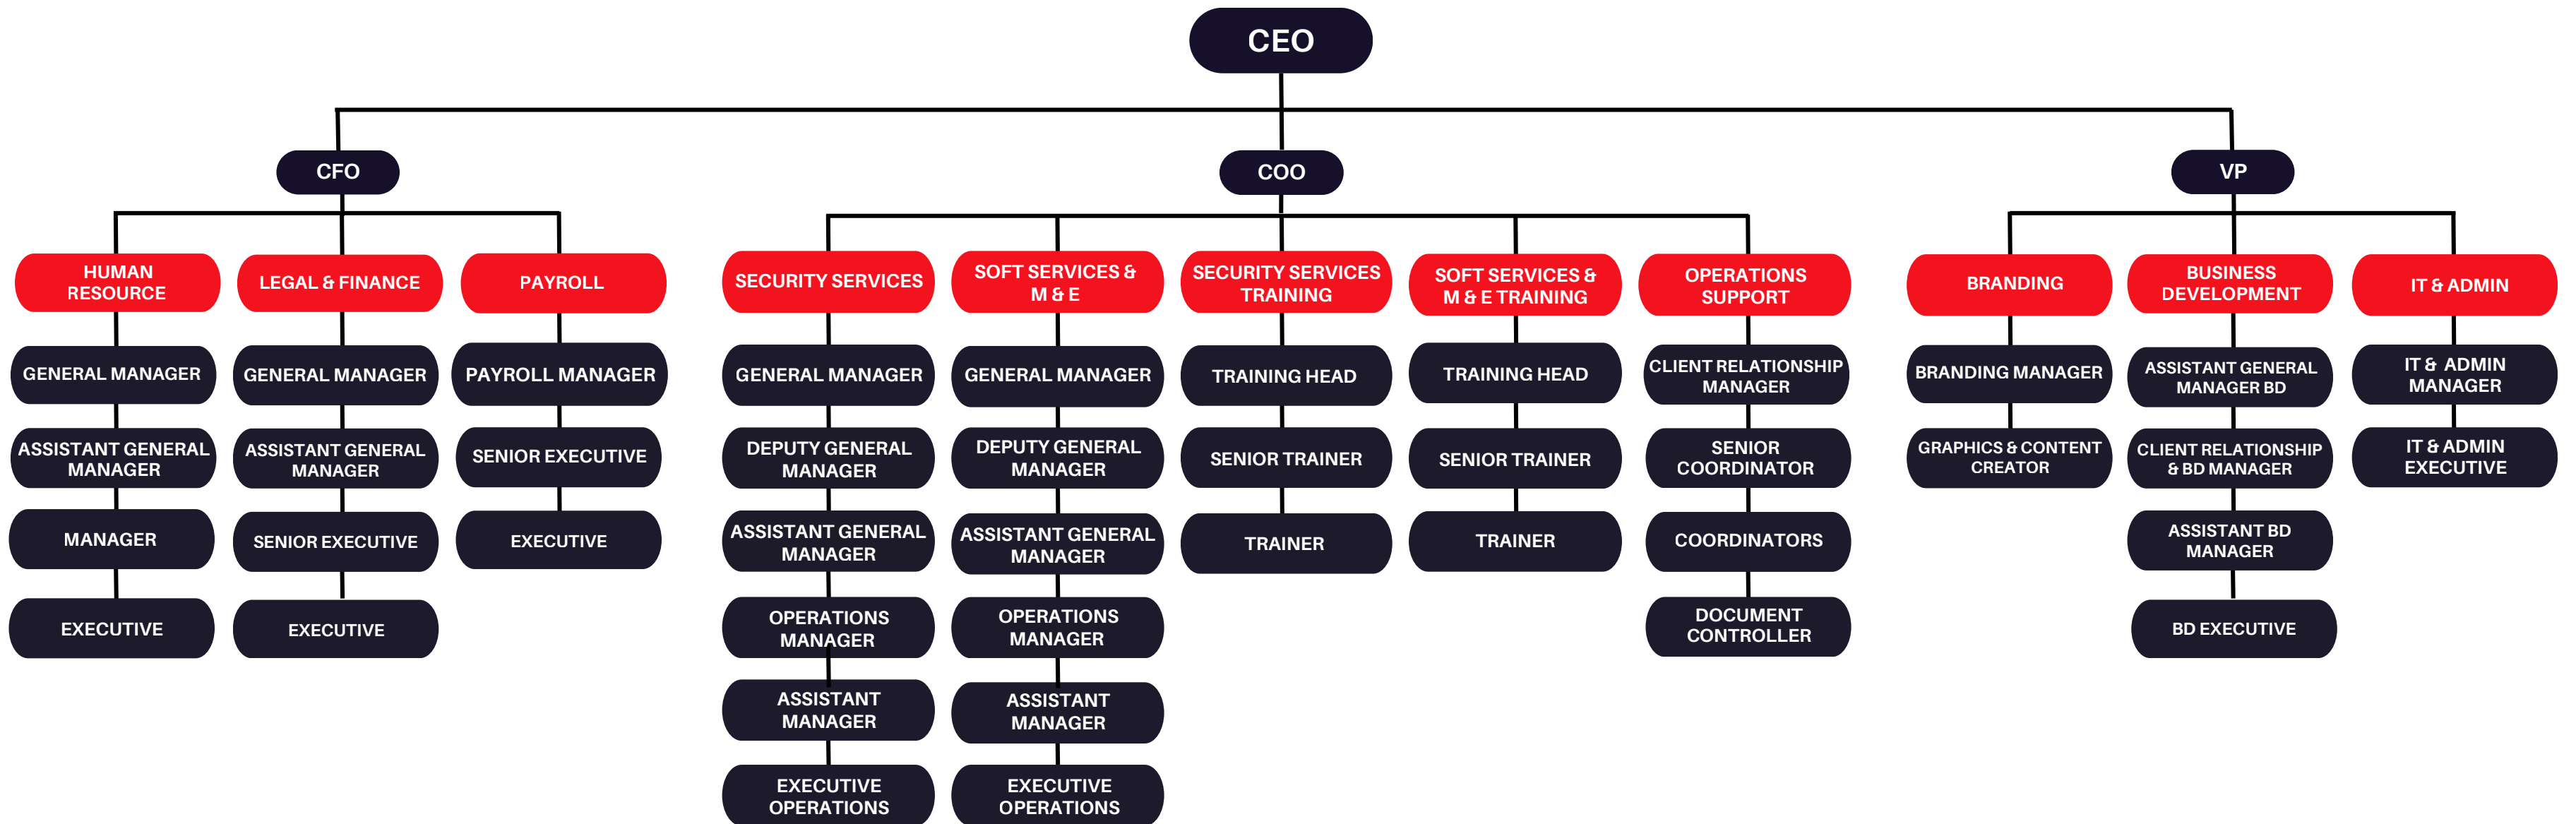 CEO
CFO
COO
VP
HUMAN
RESOURCE
GENERAL MANAGER
ASSISTANT GENERAL
MANAGER
MANAGER
EXECUTIVE
LEGAL & FINANCE
GENERAL MANAGER
ASSISTANT GENERAL
MANAGER
SENIOR EXECUTIVE
EXECUTIVE
PAYROLL
PAYROLL MANAGER
SENIOR EXECUTIVE
EXECUTIVE
SECURITY SERVICES
GENERAL MANAGER
DEPUTY GENERAL
MANAGER
ASSISTANT GENERAL
MANAGER
OPERATIONS
MANAGER
ASSISTANT
MANAGER
EXECUTIVE
OPERATIONS
SOFT SERVICES &
M & E
GENERAL MANAGER
DEPUTY GENERAL
MANAGER
ASSISTANT GENERAL
MANAGER
OPERATIONS
MANAGER
ASSISTANT
MANAGER
EXECUTIVE
OPERATIONS
SECURITY SERVICES
TRAINING
TRAINING HEAD
SENIOR TRAINER
TRAINER
SOFT SERVICES &
M & E TRAINING
TRAINING HEAD
SENIOR TRAINER
TRAINER
OPERATIONS
SUPPORT
CLIENT RELATIONSHIP
MANAGER
SENIOR
COORDINATOR
COORDINATORS
DOCUMENT
CONTROLLER
BRANDING
BRANDING MANAGER
GRAPHICS & CONTENT
CREATOR
BUSINESS
DEVELOPMENT
ASSISTANT GENERAL
MANAGER BD
CLIENT RELATIONSHIP
& BD MANAGER
ASSISTANT BD
MANAGER
BD EXECUTIVE
IT & ADMIN
IT & ADMIN
MANAGER
IT & ADMIN
EXECUTIVE